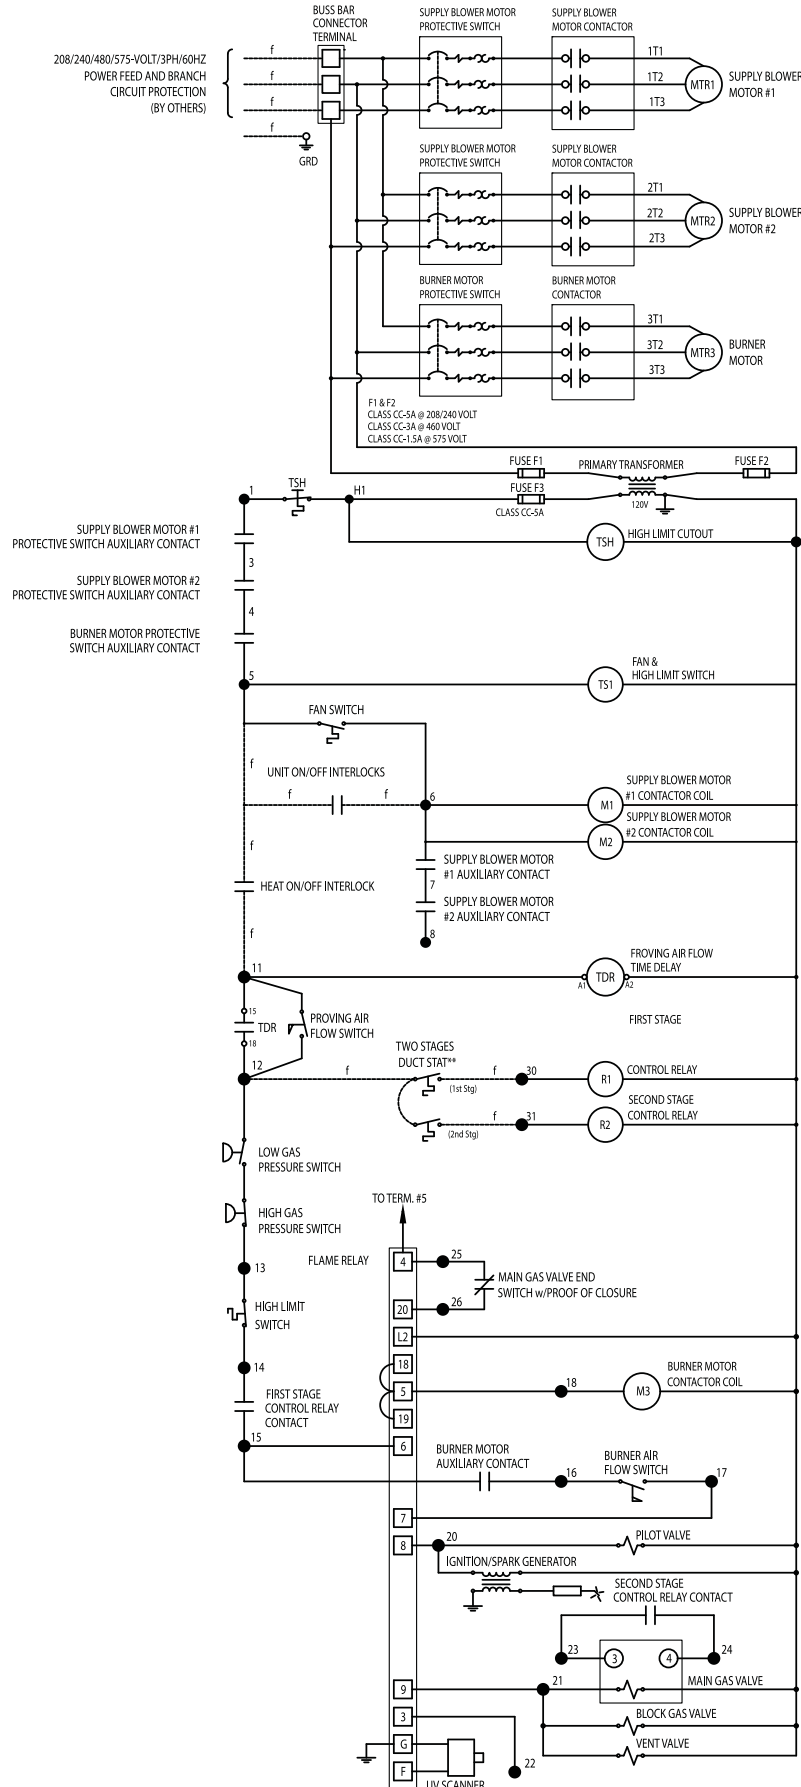 BUSS BAR
CONNECTOR
TERMINAL
SUPPLY BLOWER MOTOR
PROTECTIVE SWITCH
SUPPLY BLOWER
MOTOR CONTACTOR
208/240/480/575-VOLT/3PH/60HZ
POWER FEED AND BRANCH
CIRCUIT PROTECTION
(BY OTHERS)
f
f
f
f
GRD
1T1
1T2
1T3
MTR1
SUPPLY BLOWER
MOTOR #1
SUPPLY BLOWER MOTOR
PROTECTIVE SWITCH
SUPPLY BLOWER
MOTOR CONTACTOR
2T1
2T2
2T3
MTR2
SUPPLY BLOWER
MOTOR #2
BURNER MOTOR
PROTECTIVE SWITCH
BURNER MOTOR
CONTACTOR
3T1
3T2
3T3
MTR3
BURNER
MOTOR
F1 & F2
CLASS CC-5A @ 208/240 VOLT
CLASS CC-3A @ 460 VOLT
CLASS CC-1.5A @ 575 VOLT
FUSE F1
PRIMARY TRANSFORMER
FUSE F2
1
TSH
H1
FUSE F3
CLASS CC-5A
120V
SUPPLY BLOWER MOTOR #1
PROTECTIVE SWITCH AUXILIARY CONTACT
TSH
HIGH LIMIT CUTOUT
3
SUPPLY BLOWER MOTOR #2
PROTECTIVE SWITCH AUXILIARY CONTACT
4
BURNER MOTOR PROTECTIVE
SWITCH AUXILIARY CONTACT
5
TS1
FAN &
HIGH LIMIT SWITCH
FAN SWITCH
f
UNIT ON/OFF INTERLOCKS
f
f
6
M1
SUPPLY BLOWER MOTOR
#1 CONTACTOR COIL
M2
SUPPLY BLOWER MOTOR
#2 CONTACTOR COIL
f
SUPPLY BLOWER MOTOR
#1 AUXILIARY CONTACT
7
HEAT ON/OFF INTERLOCK
SUPPLY BLOWER MOTOR
#2 AUXILIARY CONTACT
f
8
11
A1
TDR
A2
FROVING AIR FLOW
TIME DELAY
15
TDR
18
PROVING AIR
FLOW SWITCH
FIRST STAGE
12
f
TWO STAGES
DUCT STAT**
(1st Stg)
f
30
R1
CONTROL RELAY
(2nd Stg)
f
31
R2
SECOND STAGE
CONTROL RELAY
LOW GAS
PRESSURE SWITCH
HIGH GAS
PRESSURE SWITCH
TO TERM. #5
13
FLAME RELAY
4
25
MAIN GAS VALVE END
SWITCH w/PROOF OF CLOSURE
20
26
HIGH LIMIT
SWITCH
L2
14
18
5
18
M3
BURNER MOTOR
CONTACTOR COIL
FIRST STAGE
CONTROL RELAY
CONTACT
19
15
6
BURNER MOTOR
AUXILIARY CONTACT
16
BURNER AIR
FLOW SWITCH
17
7
8
20
PILOT VALVE
IGNITION/SPARK GENERATOR
SECOND STAGE
CONTROL RELAY CONTACT
23
3
4
24
9
21
MAIN GAS VALVE
3
BLOCK GAS VALVE
G
VENT VALVE
F
22
UV SCANNER